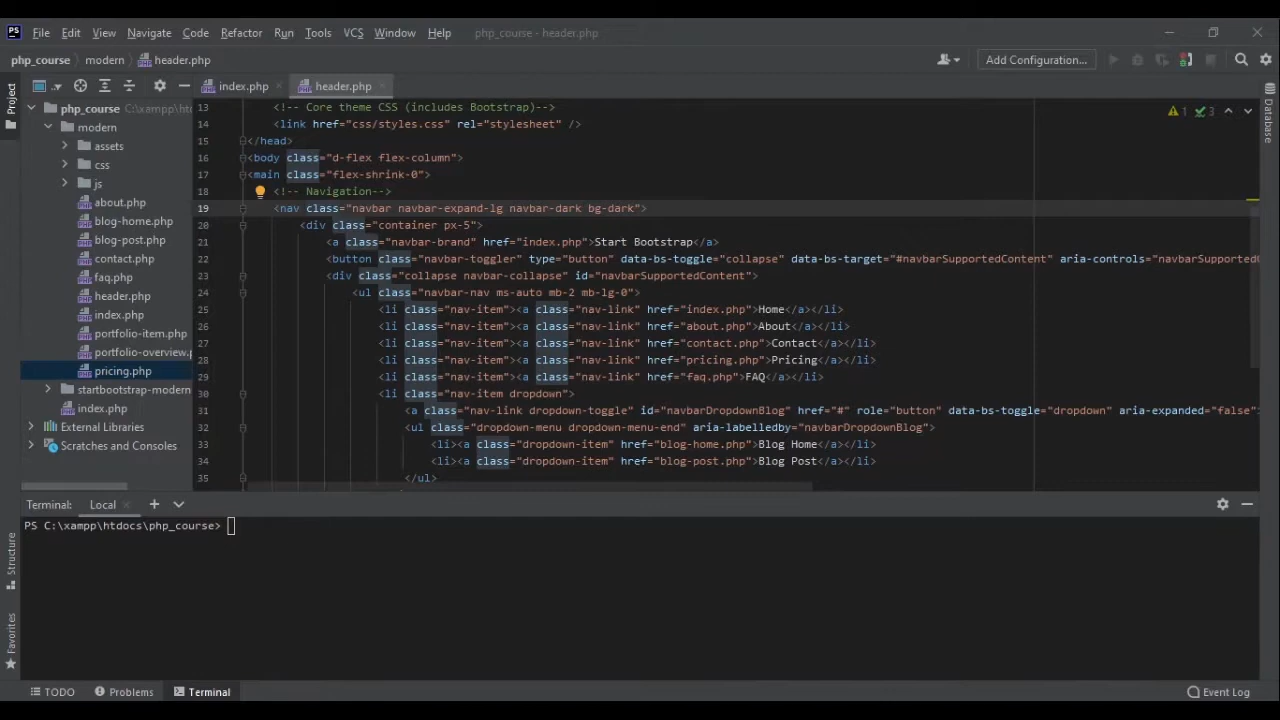 PS File Edit View Navigate Code Refactor Run Tools VCS Window Help php_course - header.php
php_course modern header.php Add Configuration...
Project
index.php header.php
php_course C:\xampp\htc
modern
assets
css
js
about.php
blog-home.php
blog-post.php
contact.php
faq.php
header.php
index.php
portfolio-item.php
portfolio-overview.p
pricing.php
startbootstrap-modern
index.php
External Libraries
Scratches and Consoles
13 <!-- Core theme CSS (includes Bootstrap)-->
14 <link href="css/styles.css" rel="stylesheet" />
15 </head>
16 <body class="d-flex flex-column">
17 <main class="flex-shrink-0">
18 <!-- Navigation-->
19 <nav class="navbar navbar-expand-lg navbar-dark bg-dark">
20 <div class="container px-5">
21 <a class="navbar-brand" href="index.php">Start Bootstrap</a>
22 <button class="navbar-toggler" type="button" data-bs-toggle="collapse" data-bs-target="#navbarSupportedContent" aria-controls="navbarSupported
23 <div class="collapse navbar-collapse" id="navbarSupportedContent">
24 <ul class="navbar-nav ms-auto mb-2 mb-lg-0">
25 <li class="nav-item"><a class="nav-link" href="index.php">Home</a></li>
26 <li class="nav-item"><a class="nav-link" href="about.php">About</a></li>
27 <li class="nav-item"><a class="nav-link" href="contact.php">Contact</a></li>
28 <li class="nav-item"><a class="nav-link" href="pricing.php">Pricing</a></li>
29 <li class="nav-item"><a class="nav-link" href="faq.php">FAQ</a></li>
30 <li class="nav-item dropdown">
31 <a class="nav-link dropdown-toggle" id="navbarDropdownBlog" href="#" role="button" data-bs-toggle="dropdown" aria-expanded="false"
32 <ul class="dropdown-menu dropdown-menu-end" aria-labelledby="navbarDropdownBlog">
33 <li><a class="dropdown-item" href="blog-home.php">Blog Home</a></li>
34 <li><a class="dropdown-item" href="blog-post.php">Blog Post</a></li>
35 </ul>
1 3
Database
Terminal: Local
PS C:\xampp\htdocs\php_course>
Structure
Favorites
TODO Problems Terminal Event Log